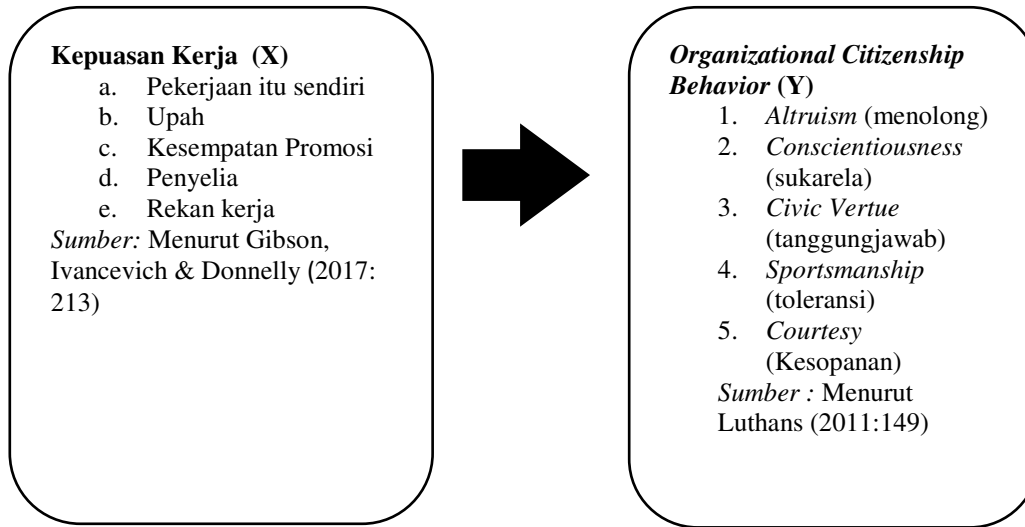 Kepuasan Kerja (X)
a. Pekerjaan itu sendiri
b. Upah
c. Kesempatan Promosi
d. Penyelia
e. Rekan kerja
Sumber: Menurut Gibson,
Ivancevich & Donnelly (2017:
213)
Organizational Citizenship
Behavior (Y)
1. Altruism (menolong)
2. Conscientiousness
(sukarela)
3. Civic Vertue
(tanggungjawab)
4. Sportsmanship
(toleransi)
5. Courtesy
(Kesopanan)
Sumber : Menurut
Luthans (2011:149)